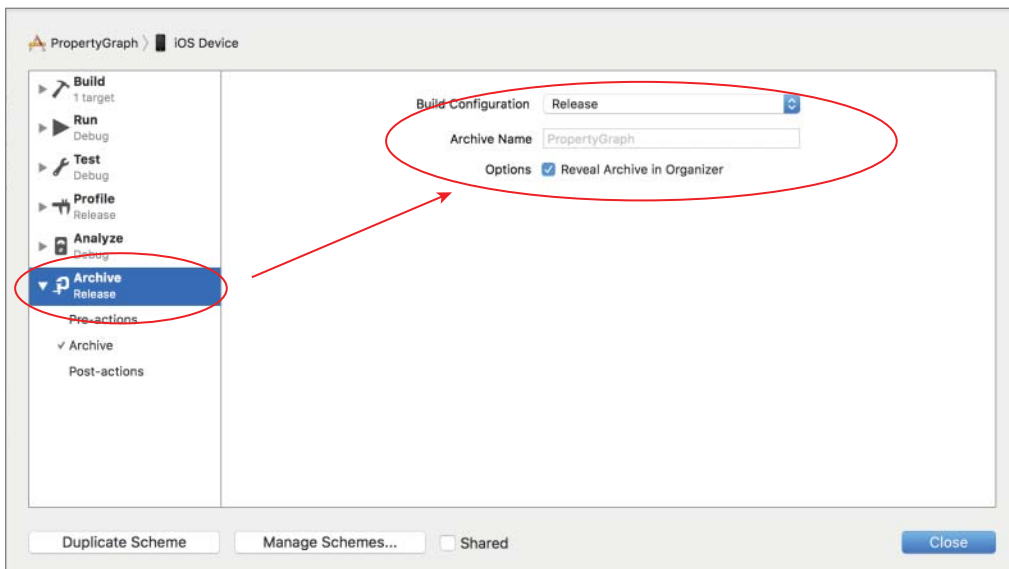 PropertyGraph 〉 iOS Device
Build
1 target
Run
Debug
Test
Debug
Profile
Release
Analyze
Debug
Archive
Release
Pre-actions
✓ Archive
Post-actions
Build Configuration Release
Archive Name PropertyGraph
Options Reveal Archive in Organizer
Duplicate Scheme Manage Schemes... Shared Close